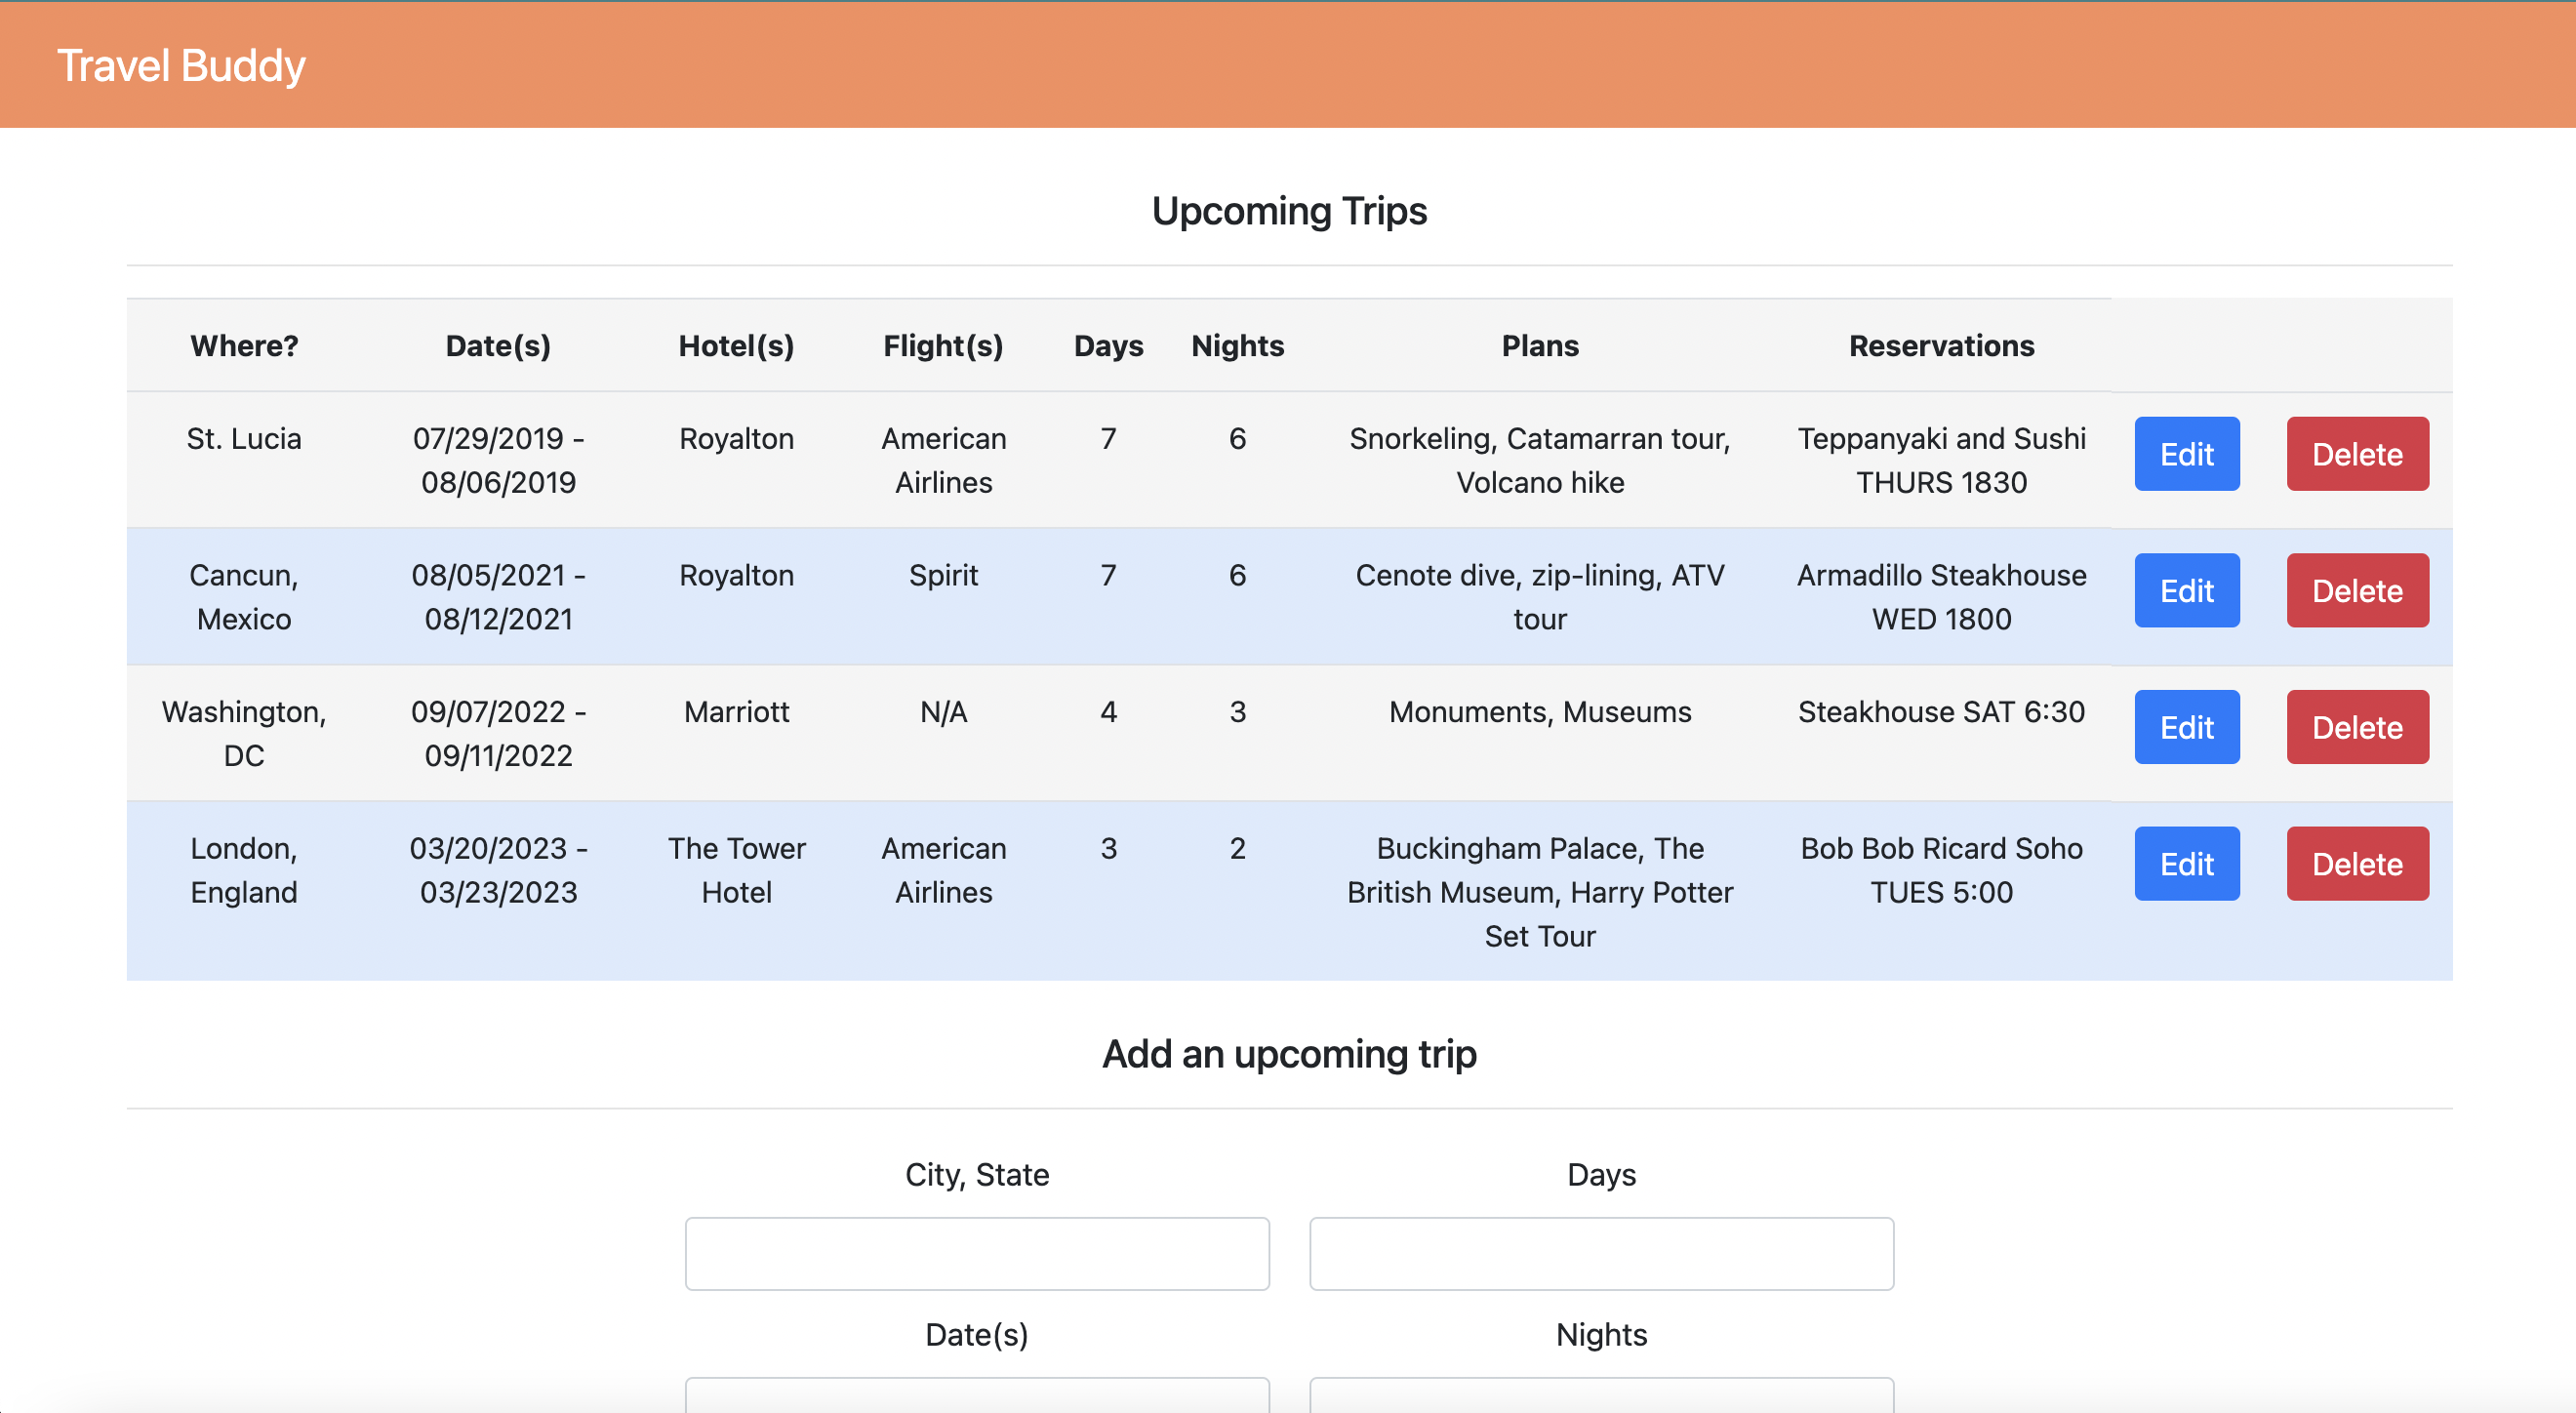 Travel Buddy
Upcoming Trips
Where? Date(s) Hotel(s) Flight(s) Days Nights Plans Reservations
St. Lucia 07/29/2019 - Royalton American 7 6 Snorkeling, Catamarran tour, Teppanyaki and Sushi Edit Delete
08/06/2019 Airlines Volcano hike THURS 1830
Cancun, 08/05/2021 - Royalton Spirit 7 6 Cenote dive, zip-lining, ATV Armadillo Steakhouse Edit Delete
Mexico 08/12/2021 tour WED 1800
Washington, 09/07/2022 - Marriott N/A 4 3 Monuments, Museums Steakhouse SAT 6:30 Edit Delete
DC 09/11/2022
London, 03/20/2023 - The Tower American 3 2 Buckingham Palace, The Bob Bob Ricard Soho Edit Delete
England 03/23/2023 Hotel Airlines British Museum, Harry Potter TUES 5:00
Set Tour
Add an upcoming trip
City, State Days
Date(s) Nights